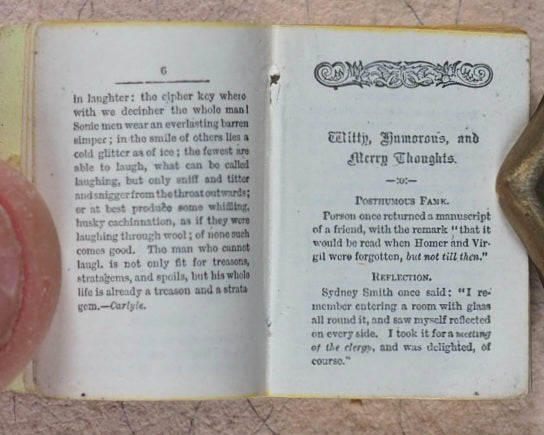 6
in laughter: the cipher key where
with we decipher the whole man!
Some men wear an everlasting barren
simper; in the smile of others lies a
cold glitter as of ice; the fewest are
able to laugh, what can be called
laughing, but only sniff and titter
and snigger from the throat outwards;
or at best produce some whiffling,
husky cachinnation, as if they were
laughing through wool; of none such
comes good. The man who cannot
laugh is not only fit for treasons,
stratagems, and spoils, but his whole
life is already a treason and a strata
gem.—Carlyle.
Witty, Humorous, and
Merry Thoughts.
Posthumous Fame.
Porson once returned a manuscript
of a friend, with the remark "that it
would be read when Homer and Vir-
gil were forgotten, but not till then."
Reflection.
Sydney Smith once said: "I re-
member entering a room with glass
all round it, and saw myself reflected
on every side. I took it for a meeting
of the clergy, and was delighted, of
course."